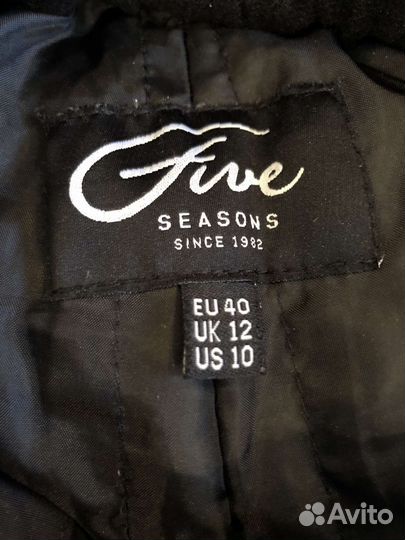 Five
SEASONS
SINCE 1982
EU 40
UK 12
US 10
Avito